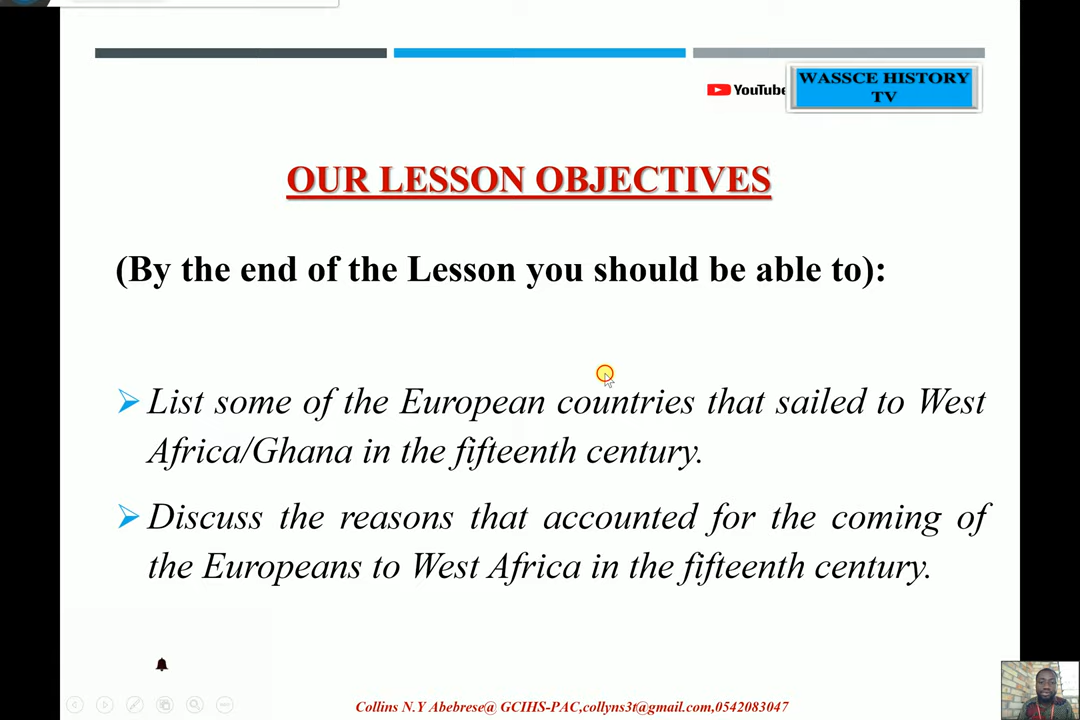 YouTube
WASSCE HISTORY
TV
OUR LESSON OBJECTIVES
(By the end of the Lesson you should be able to):
List some of the European countries that sailed to West
Africa/Ghana in the fifteenth century.
Discuss the reasons that accounted for the coming of
the Europeans to West Africa in the fifteenth century.
Collins N.Y Abebrese@ GCIHS-PAC,collyns3t@gmail.com,0542083047